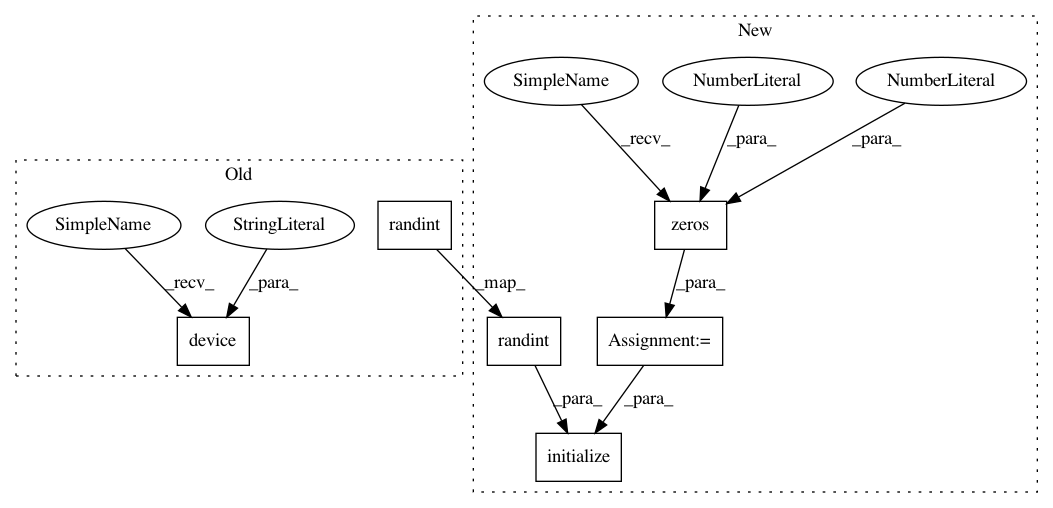 New
SimpleName
NumberLiteral
NumberLiteral
_recv_
_para_
_para_
Old
SimpleName
StringLiteral
randint
zeros
_recv_
_para_
_map_
_para_
device
randint
Assignment:=
_para_
_para_
initialize